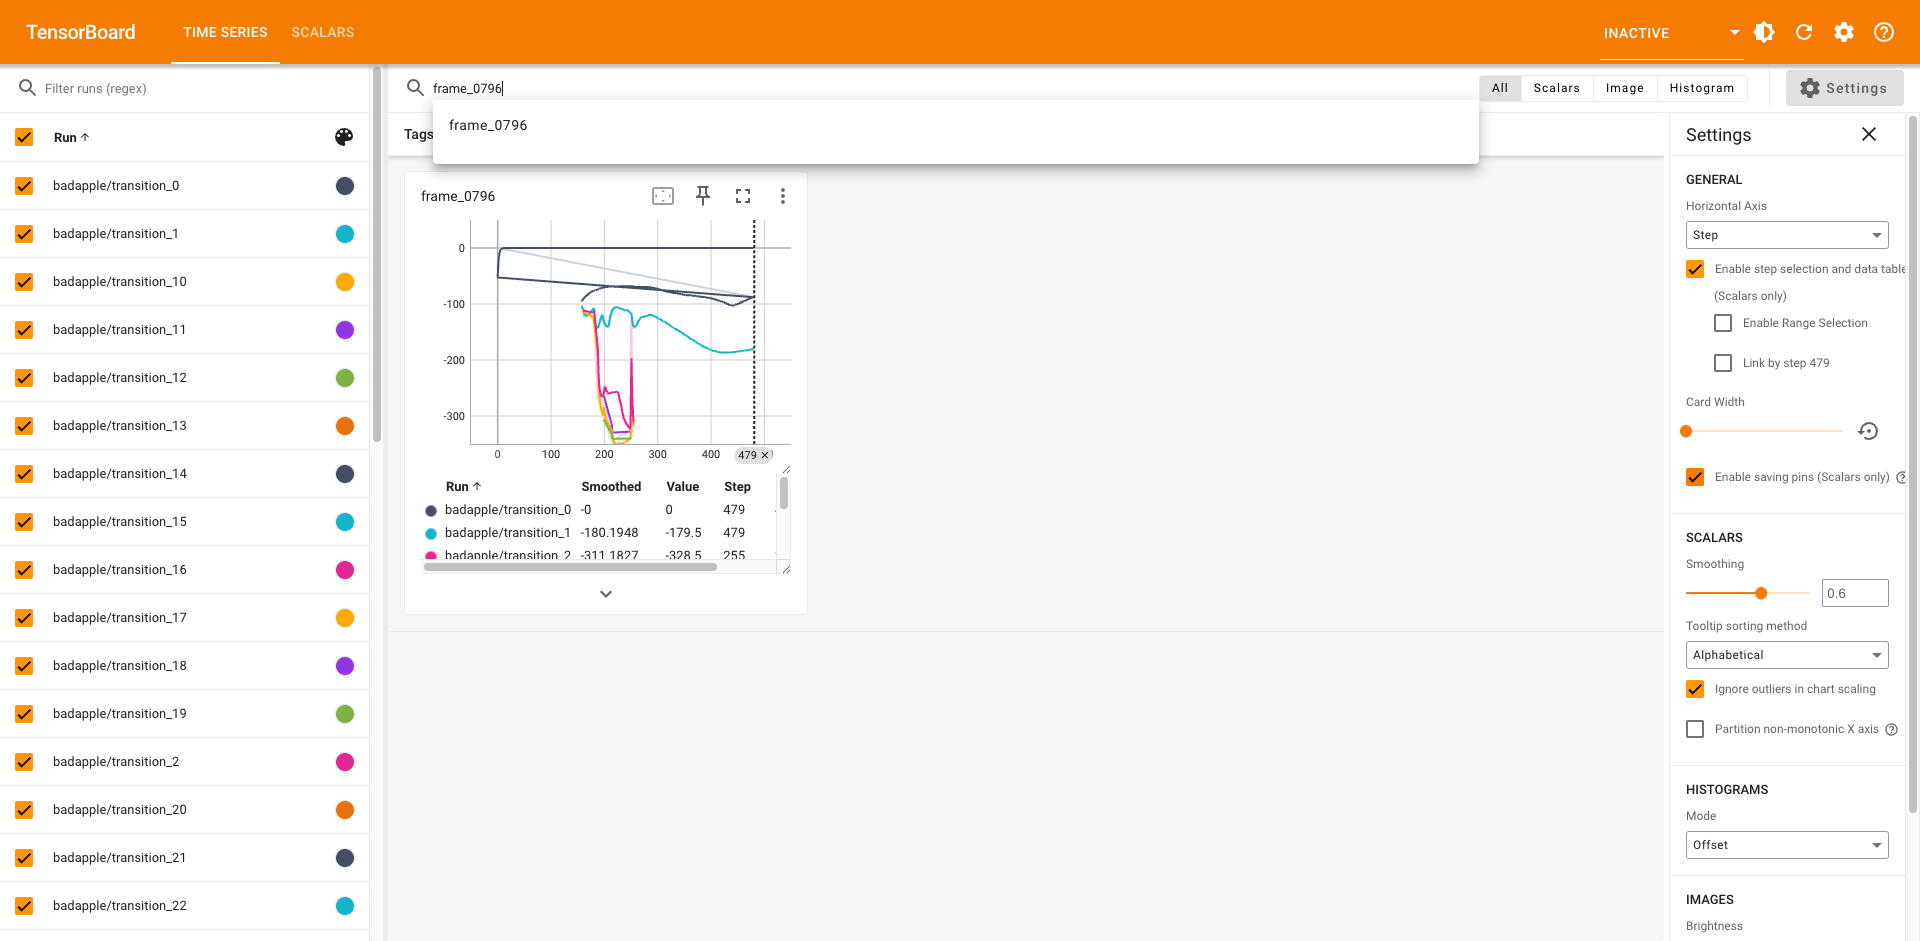 TensorBoard
TIME SERIES
SCALARS
INACTIVE
Filter runs (regex)
frame_0796
All
Scalars
Image
Histogram
Settings
frame_0796
Run
Tags
Settings
badapple/transition_0
badapple/transition_1
badapple/transition_10
badapple/transition_11
badapple/transition_12
badapple/transition_13
badapple/transition_14
badapple/transition_15
badapple/transition_16
badapple/transition_17
badapple/transition_18
badapple/transition_19
badapple/transition_2
badapple/transition_20
badapple/transition_21
badapple/transition_22
frame_0796
0
-100
-200
-300
0
100
200
300
400
479
Run Smoothed Value Step
badapple/transition_0 -0 0 479
badapple/transition_1 -180.1948 -179.5 479
badapple/transition_2 -311.1827 -328.5 255
GENERAL
Horizontal Axis
Step
Enable step selection and data table
(Scalars only)
Enable Range Selection
Link by step 479
Card Width
Enable saving pins (Scalars only)
SCALARS
Smoothing
0.6
Tooltip sorting method
Alphabetical
Ignore outliers in chart scaling
Partition non-monotonic X axis
HISTOGRAMS
Mode
Offset
IMAGES
Brightness